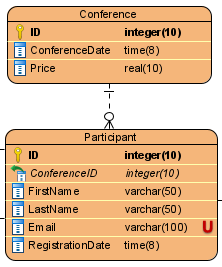 Conference
ID integer(10)
ConferenceDate time(8)
Price real(10)
Participant
ID integer(10)
ConferenceID integer(10)
FirstName varchar(50)
LastName varchar(50)
Email varchar(100) U
RegistrationDate time(8)